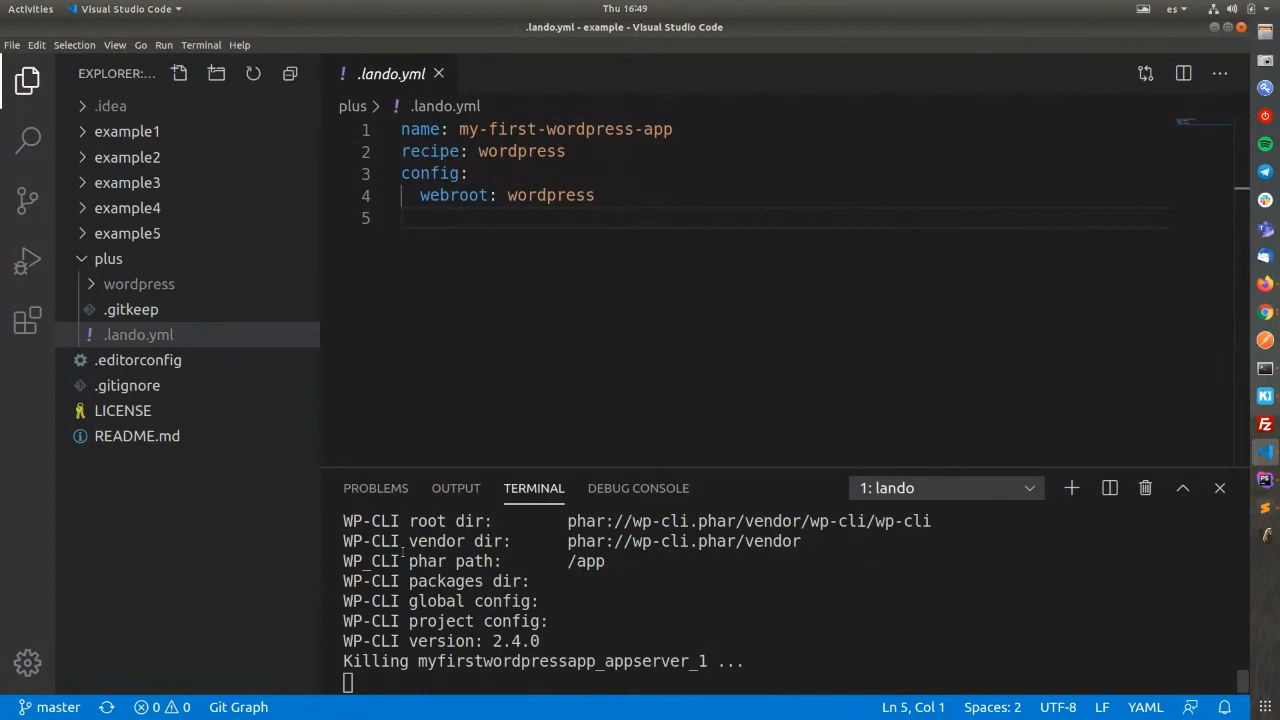 Activities Visual Studio Code Thu 16:49 es
.lando.yml - example - Visual Studio Code
File Edit Selection View Go Run Terminal Help
EXPLORER:...
.idea
example1
example2
example3
example4
example5
plus
wordpress
.gitkeep
.lando.yml
.editorconfig
.gitignore
LICENSE
README.md
.lando.yml
plus > .lando.yml
1 name: my-first-wordpress-app
2 recipe: wordpress
3 config:
4 webroot: wordpress
5
PROBLEMS OUTPUT TERMINAL DEBUG CONSOLE 1: lando
WP-CLI root dir: phar://wp-cli.phar/vendor/wp-cli/wp-cli
WP-CLI vendor dir: phar://wp-cli.phar/vendor
WP_CLI phar path: /app
WP-CLI packages dir:
WP-CLI global config:
WP-CLI project config:
WP-CLI version: 2.4.0
Killing myfirstwordpressapp_appserver_1 ...
master 0 0 Git Graph Ln 5, Col 1 Spaces: 2 UTF-8 LF YAML